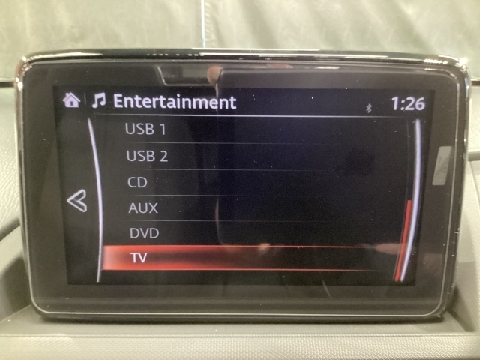 Entertainment 1:26
USB 1
USB 2
CD
AUX
DVD
TV